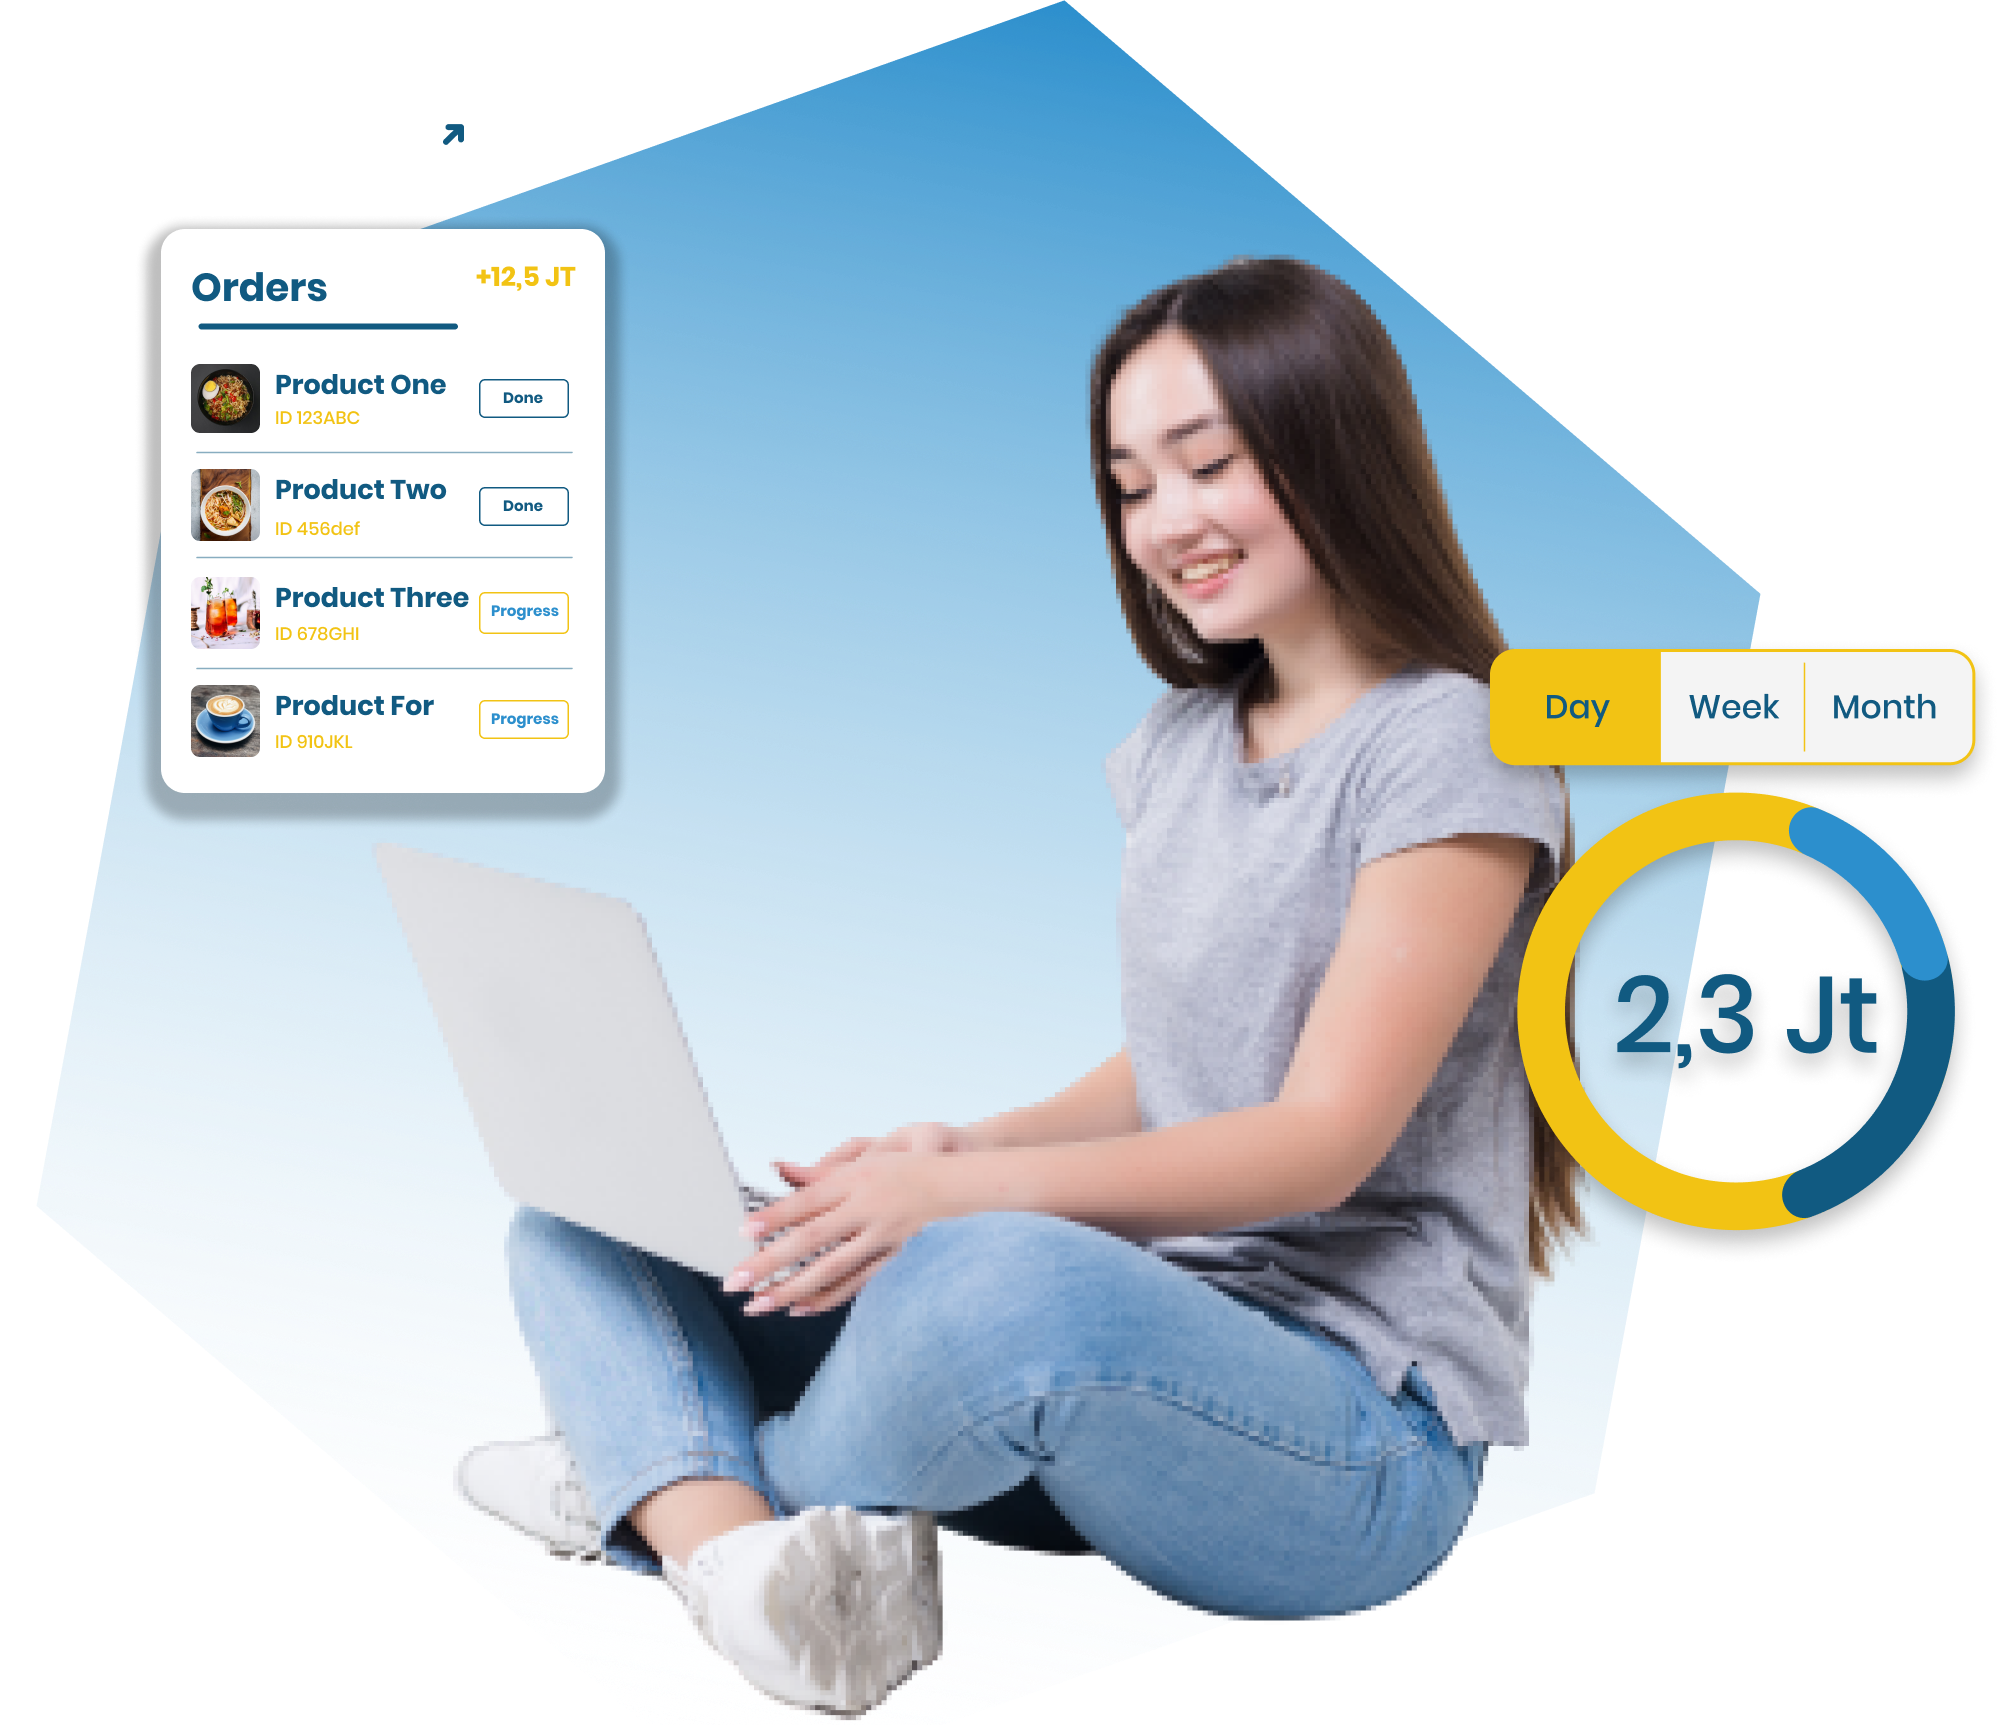 Orders
+12,5 JT
Product One
ID 123ABC
Done
Product Two
ID 456def
Done
Product Three
ID 678GHI
Progress
Product For
ID 910JKL
Progress
Day
Week
Month
2,3 Jt